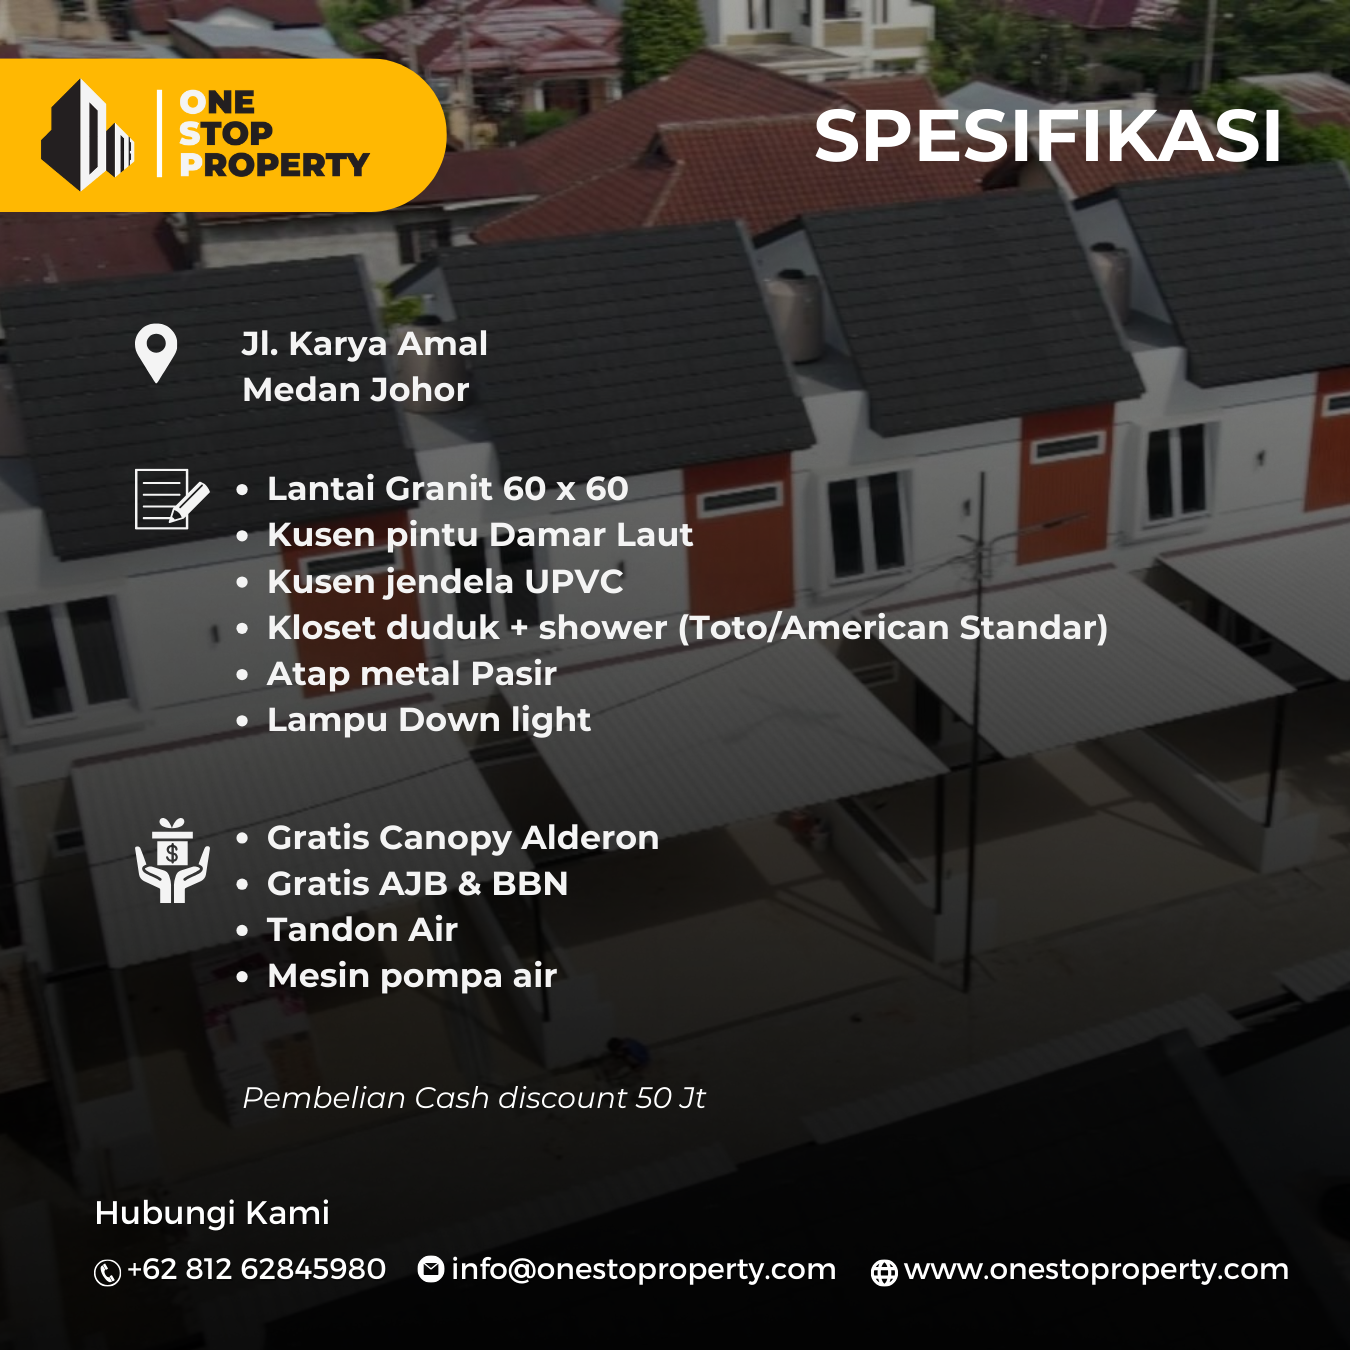 ONE
STOP
PROPERTY
SPESIFIKASI
Jl. Karya Amal
Medan Johor
• Lantai Granit 60 x 60
• Kusen pintu Damar Laut
• Kusen jendela UPVC
• Kloset duduk + shower (Toto/American Standar)
• Atap metal Pasir
• Lampu Down light
$
• Gratis Canopy Alderon
• Gratis AJB & BBN
• Tandon Air
• Mesin pompa air
Pembelian Cash discount 50 Jt
Hubungi Kami
+62 812 62845980 info@onestoproperty.com www.onestoproperty.com